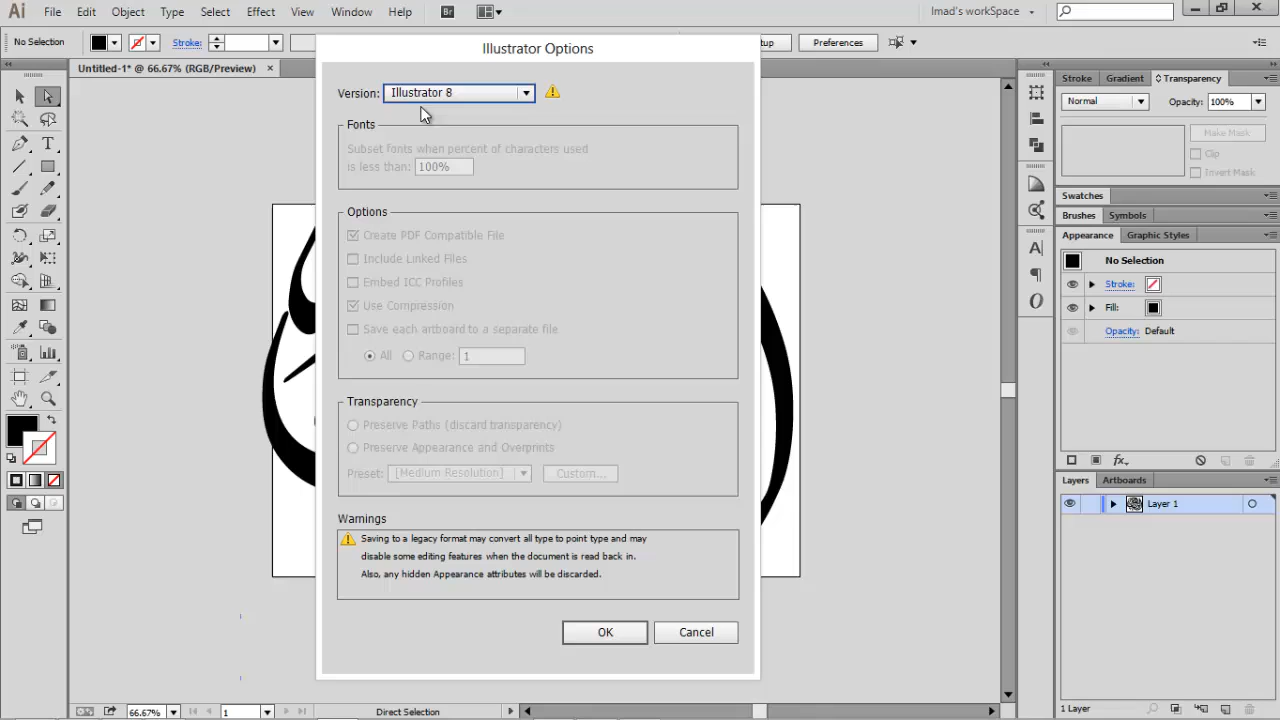 Ai File Edit Object Type Select Effect View Window Help Br Imad's workSpace
No Selection Stroke: Preferences
Untitled-1* @ 66.67% (RGB/Preview) ×
Illustrator Options
Version: Illustrator 8
Fonts
Subset fonts when percent of characters used
is less than: 100%
Options
Create PDF Compatible File
Include Linked Files
Embed ICC Profiles
Use Compression
Save each artboard to a separate file
All Range: 1
Transparency
Preserve Paths (discard transparency)
Preserve Appearance and Overprints
Preset: [Medium Resolution] Custom...
Warnings
Saving to a legacy format may convert all type to point type and may
disable some editing features when the document is read back in.
Also, any hidden Appearance attributes will be discarded.
OK Cancel
Stroke Gradient Transparency
Normal Opacity: 100%
Make Mask
Clip
Invert Mask
Swatches
Brushes Symbols
Appearance Graphic Styles
No Selection
Stroke:
Fill:
Opacity: Default
Layers Artboards
Layer 1
1 Layer
66.67% 1 Direct Selection